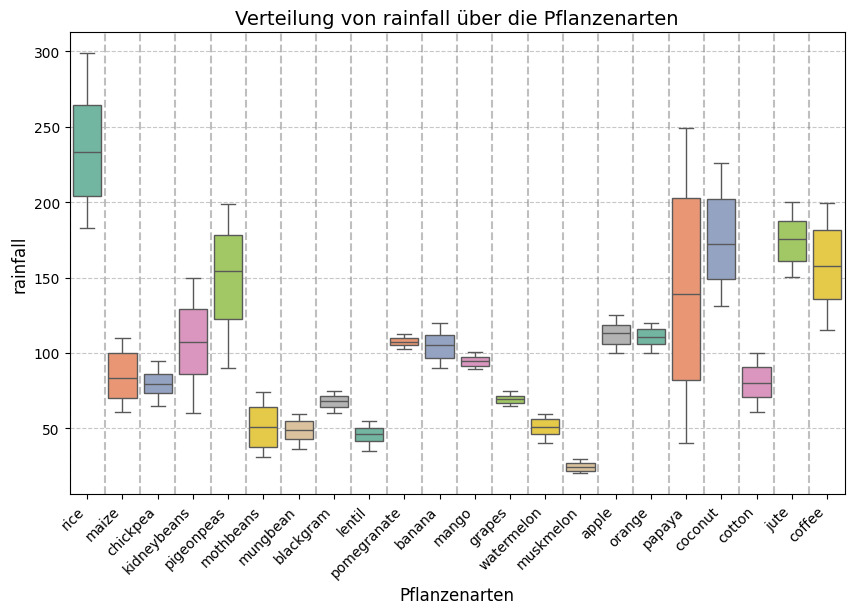 Verteilung von rainfall über die Pflanzenarten
rainfall
300
250
200
150
100
50
rice
maize
chickpea
kidneybeans
pigeonpeas
mothbeans
mungbean
blackgram
lentil
pomegranate
banana
mango
grapes
watermelon
muskmelon
apple
orange
papaya
coconut
cotton
jute
coffee
Pflanzenarten